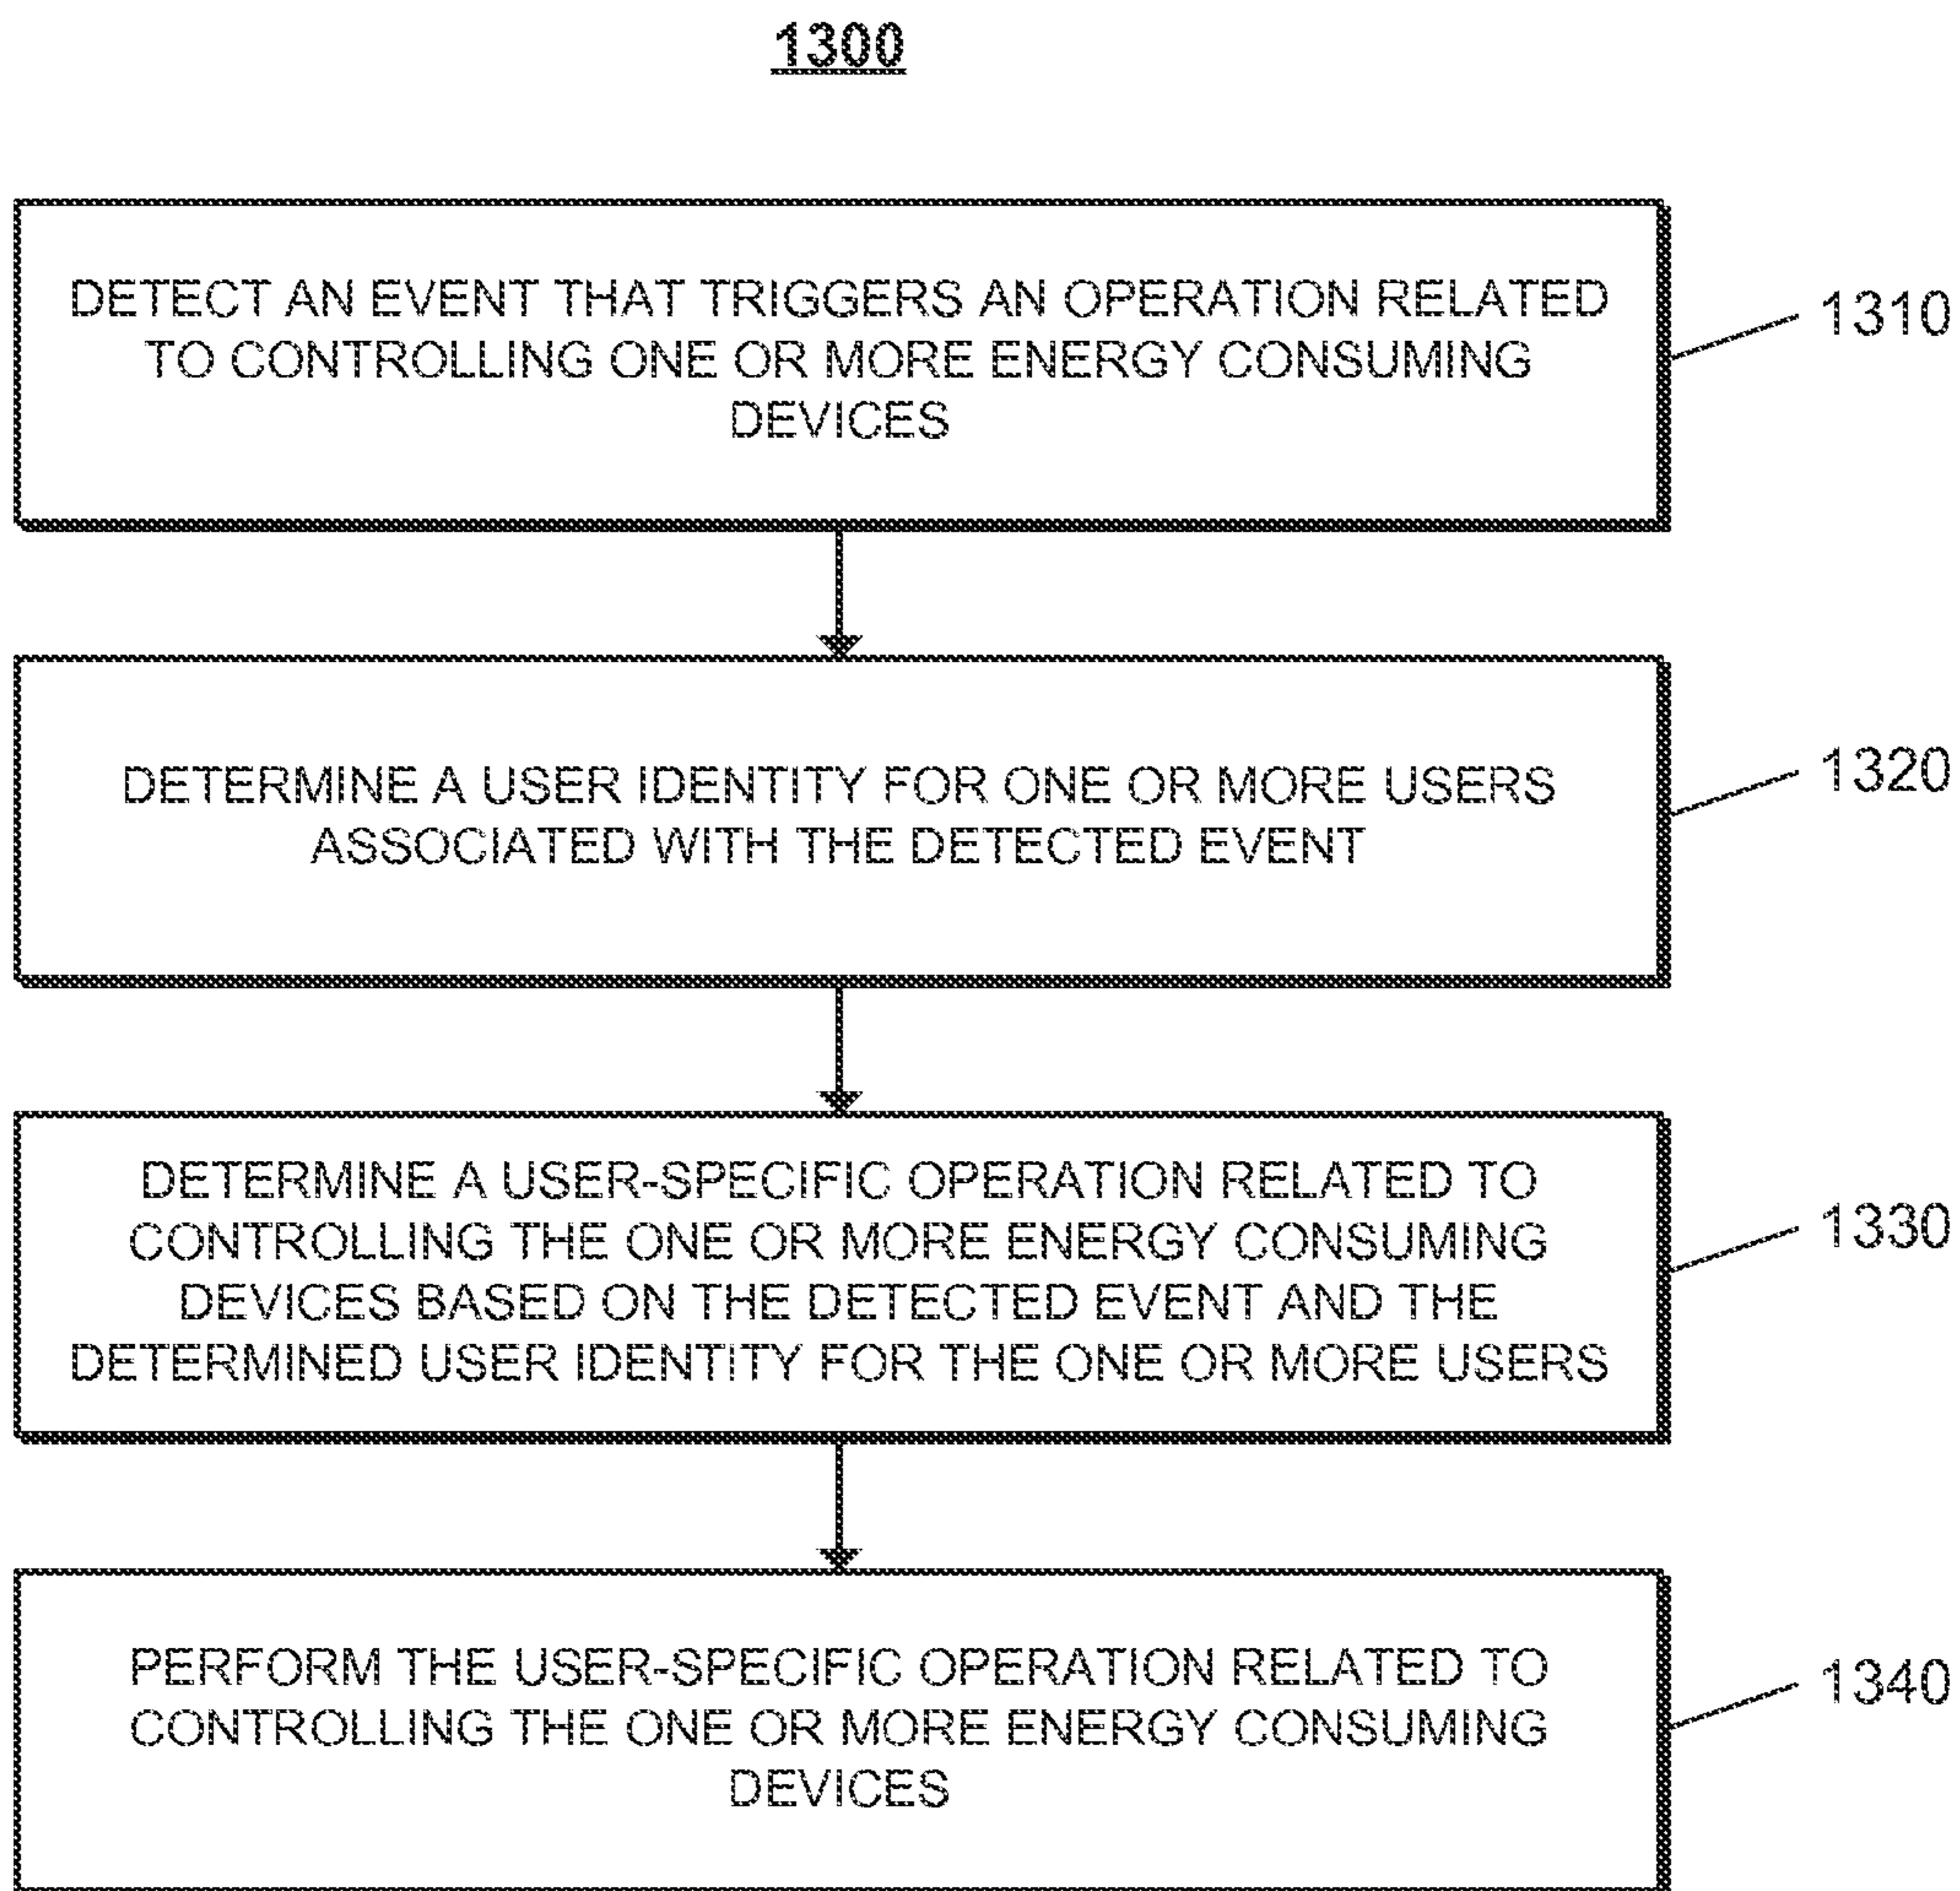 1300
DETECT AN EVENT THAT TRIGGERS AN OPERATION RELATED
TO CONTROLLING ONE OR MORE ENERGY CONSUMING
DEVICES
1310
DETERMINE A USER IDENTITY FOR ONE OR MORE USERS
ASSOCIATED WITH THE DETECTED EVENT
1320
DETERMINE A USER-SPECIFIC OPERATION RELATED TO
CONTROLLING THE ONE OR MORE ENERGY CONSUMING
DEVICES BASED ON THE DETECTED EVENT AND THE
DETERMINED USER IDENTITY FOR THE ONE OR MORE USERS
1330
PERFORM THE USER-SPECIFIC OPERATION RELATED TO
CONTROLLING THE ONE OR MORE ENERGY CONSUMING
DEVICES
1340